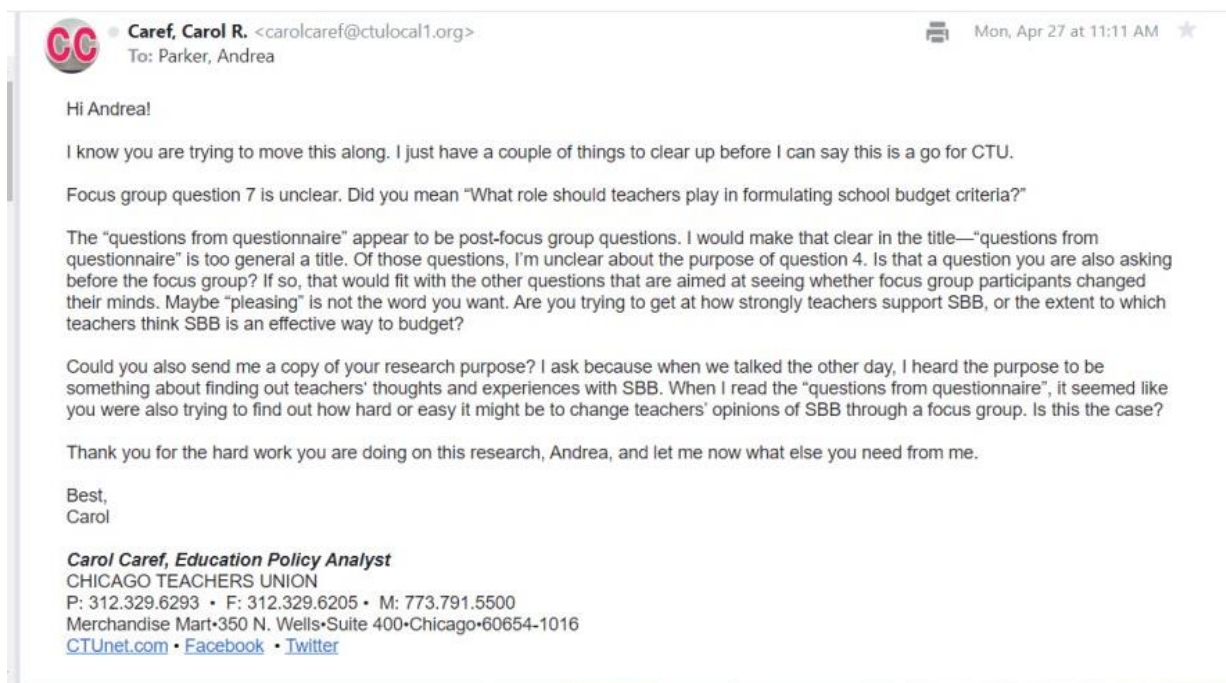 CC
Caref, Carol R. <carolcaref@ctulocal1.org>
Mon, Apr 27 at 11:11 AM
To: Parker, Andrea
Hi Andrea!
I know you are trying to move this along. I just have a couple of things to clear up before I can say this is a go for CTU.
Focus group question 7 is unclear. Did you mean “What role should teachers play in formulating school budget criteria?”
The “questions from questionnaire” appear to be post-focus group questions. I would make that clear in the title—“questions from
questionnaire” is too general a title. Of those questions, I’m unclear about the purpose of question 4. Is that a question you are also asking
before the focus group? If so, that would fit with the other questions that are aimed at seeing whether focus group participants changed
their minds. Maybe “pleasing” is not the word you want. Are you trying to get at how strongly teachers support SBB, or the extent to which
teachers think SBB is an effective way to budget?
Could you also send me a copy of your research purpose? I ask because when we talked the other day, I heard the purpose to be
something about finding out teachers’ thoughts and experiences with SBB. When I read the “questions from questionnaire”, it seemed like
you were also trying to find out how hard or easy it might be to change teachers’ opinions of SBB through a focus group. Is this the case?
Thank you for the hard work you are doing on this research, Andrea, and let me now what else you need from me.
Best,
Carol
Carol Caref, Education Policy Analyst
CHICAGO TEACHERS UNION
P: 312.329.6293 • F: 312.329.6205 • M: 773.791.5500
Merchandise Mart•350 N. Wells•Suite 400•Chicago•60654-1016
CTUnet.com • Facebook • Twitter